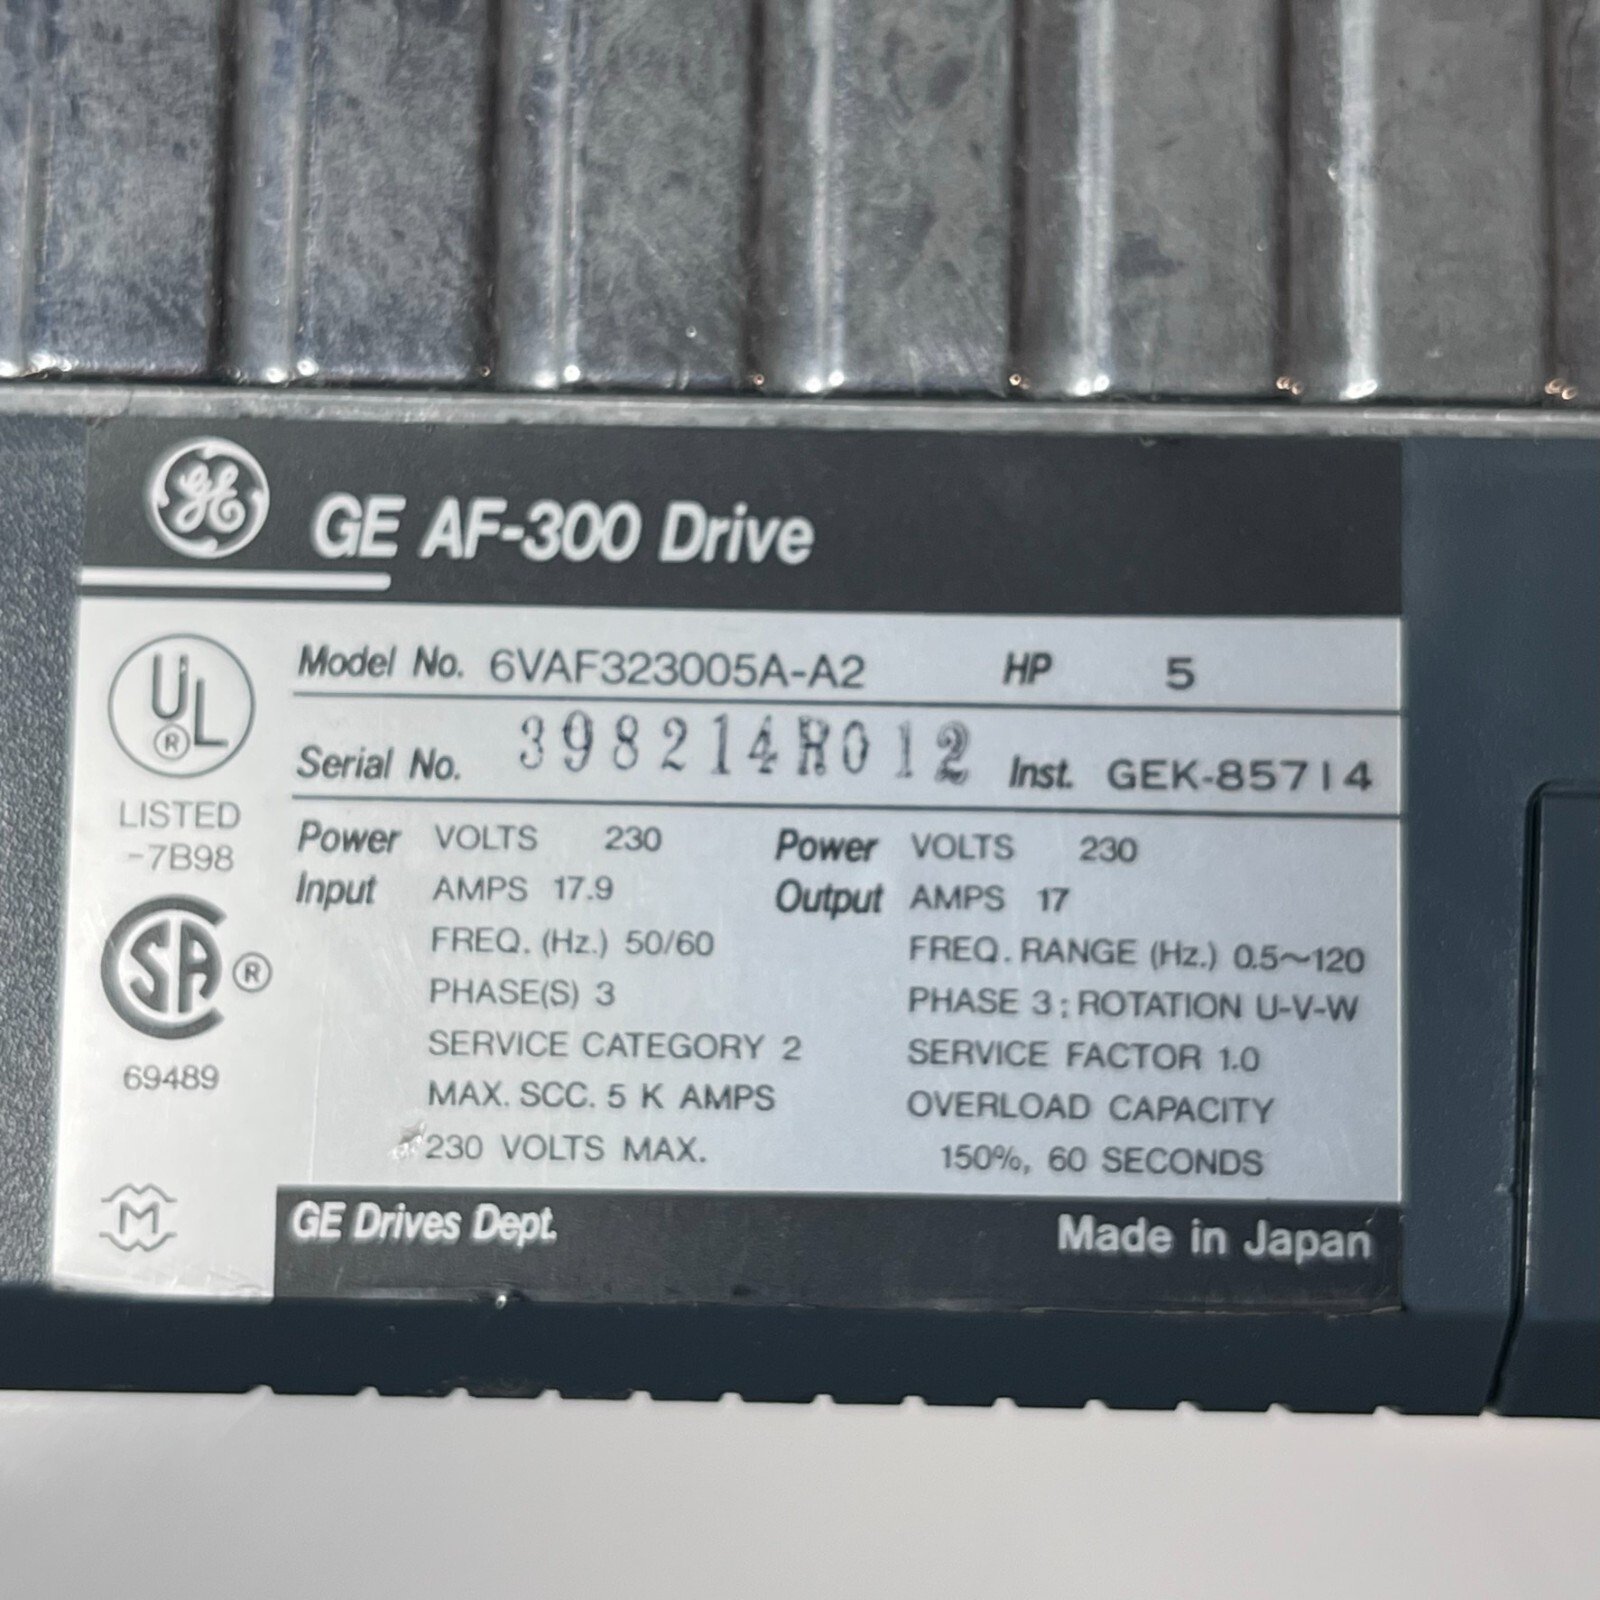 GE
GE AF-300 Drive
UL
®
LISTED
-7B98
SA ®
69489
M
Model No. 6VAF323005A-A2 HP 5
Serial No. 398214R012 Inst. GEK-85714
Power Input
VOLTS 230
AMPS 17.9
FREQ. (Hz.) 50/60
PHASE(S) 3
SERVICE CATEGORY 2
MAX. SCC. 5 K AMPS
230 VOLTS MAX.
Power Output
VOLTS 230
AMPS 17
FREQ. RANGE (Hz.) 0.5~120
PHASE 3 : ROTATION U-V-W
SERVICE FACTOR 1.0
OVERLOAD CAPACITY
150%, 60 SECONDS
GE Drives Dept.
Made in Japan